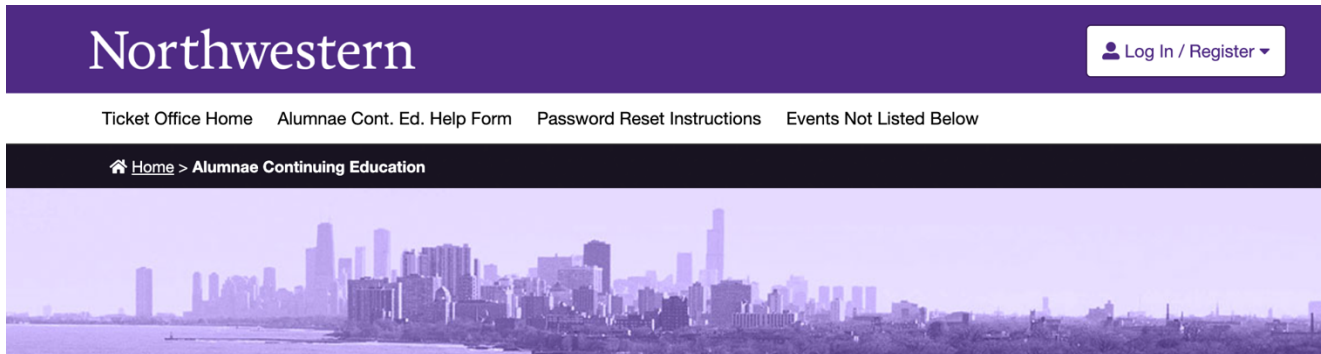 Northwestern
Log In / Register
Ticket Office Home Alumnae Cont. Ed. Help Form Password Reset Instructions Events Not Listed Below
Home > Alumnae Continuing Education